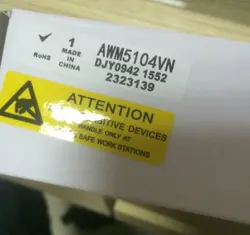 1
RoHS
MADE IN CHINA
AWM5104VN
DJY0942 1552
2323139
ATTENTION
SENSITIVE DEVICES
HANDLE ONLY AT
SAFE WORK STATIONS